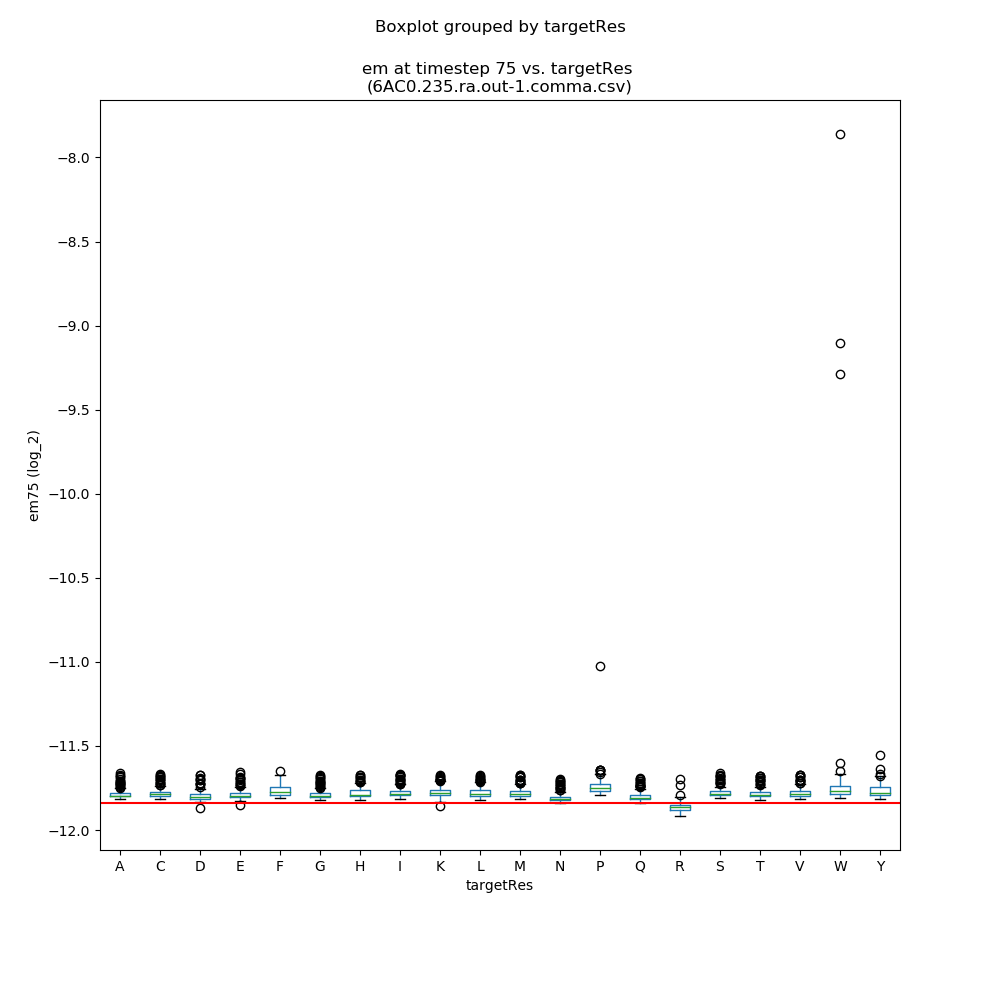 Boxplot grouped by targetRes
em at timestep 75 vs. targetRes
(6AC0.235.ra.out-1.comma.csv)
−8.0
−8.5
−9.0
−9.5
−10.0
−10.5
−11.0
−11.5
−12.0
em75 (log_2)
A C D E F G H I K L M N P Q R S T V W Y
targetRes